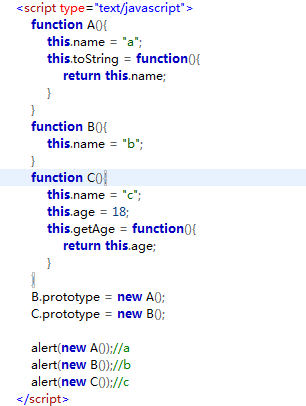 <script type="text/javascript">
function A(){
this.name = "a";
this.toString = function(){
return this.name;
}
}
function B(){
this.name = "b";
}
function C(){
this.name = "c";
this.age = 18;
this.getAge = function(){
return this.age;
}
}
B.prototype = new A();
C.prototype = new B();
alert(new A());//a
alert(new B());//b
alert(new C());//c
</script>